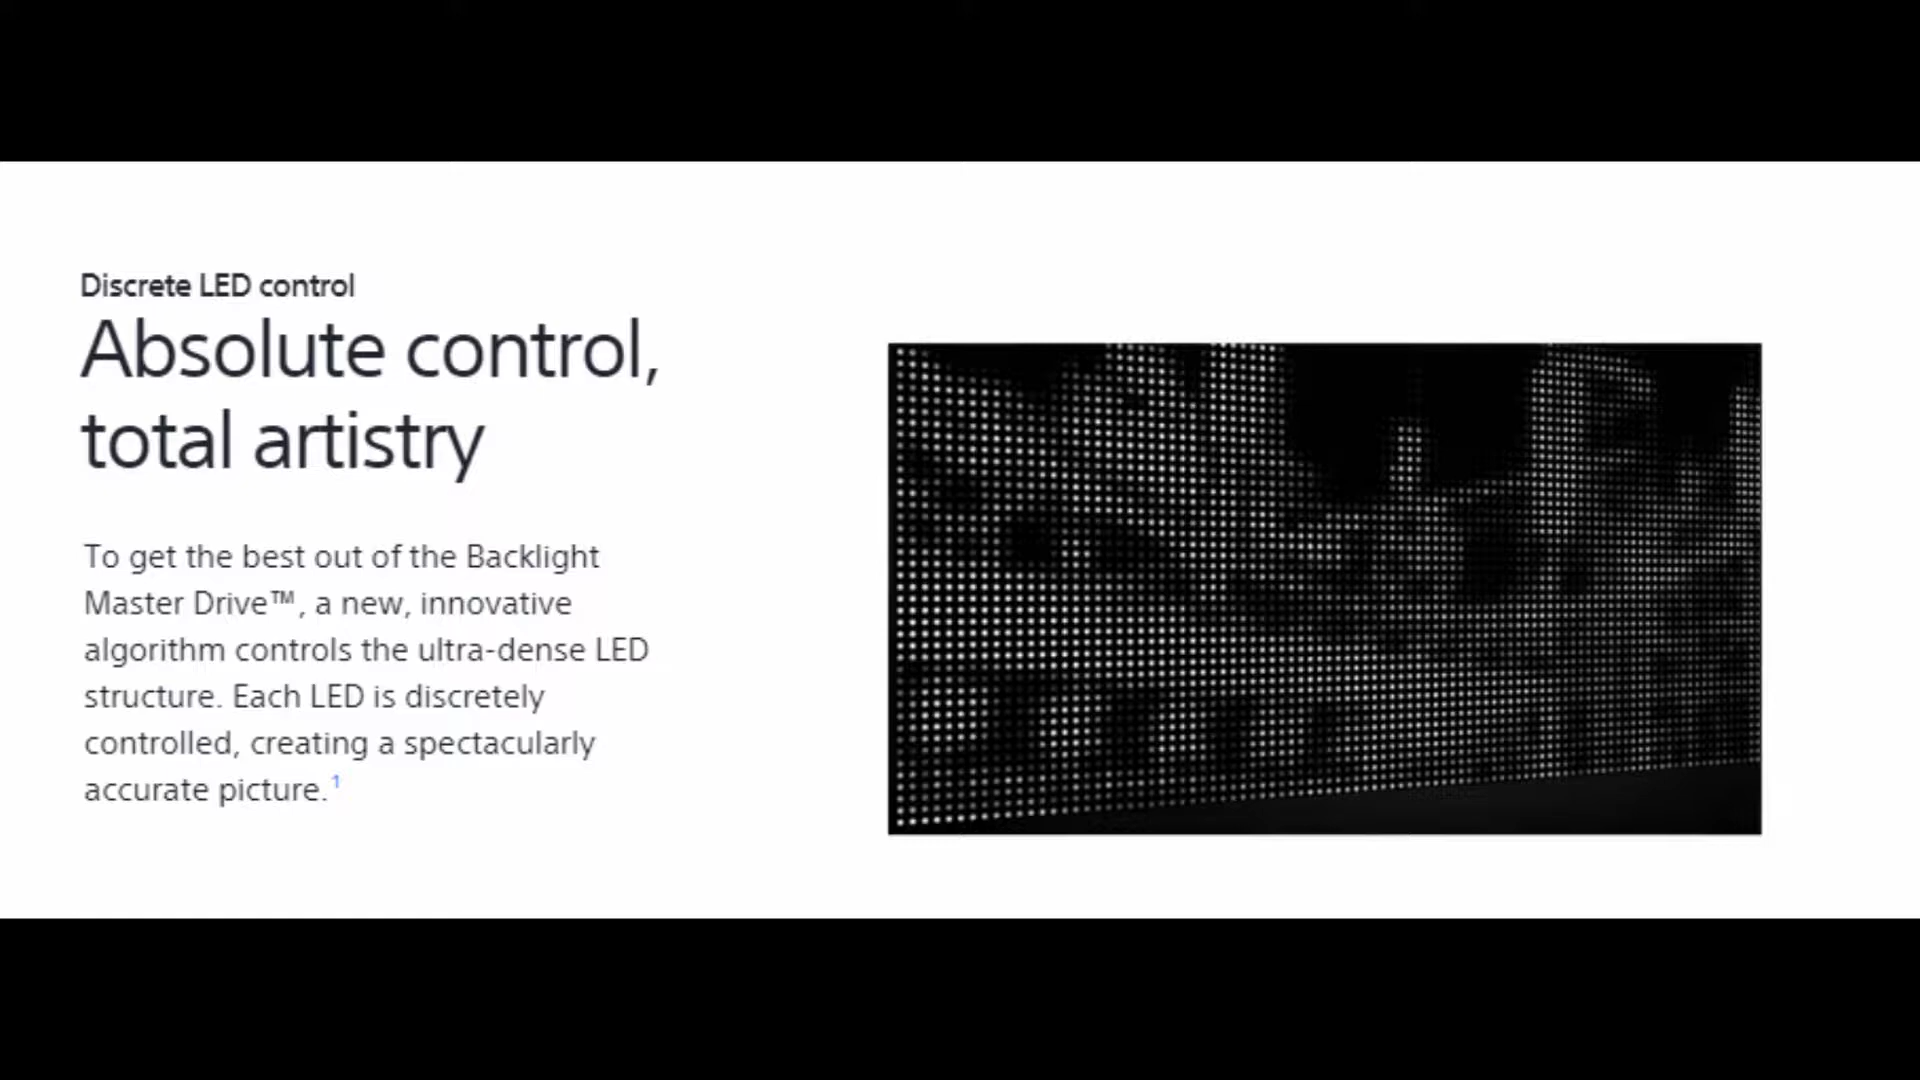 Discrete LED control
Absolute control,
total artistry
To get the best out of the Backlight
Master Drive™, a new, innovative
algorithm controls the ultra-dense LED
structure. Each LED is discretely
controlled, creating a spectacularly
accurate picture.¹